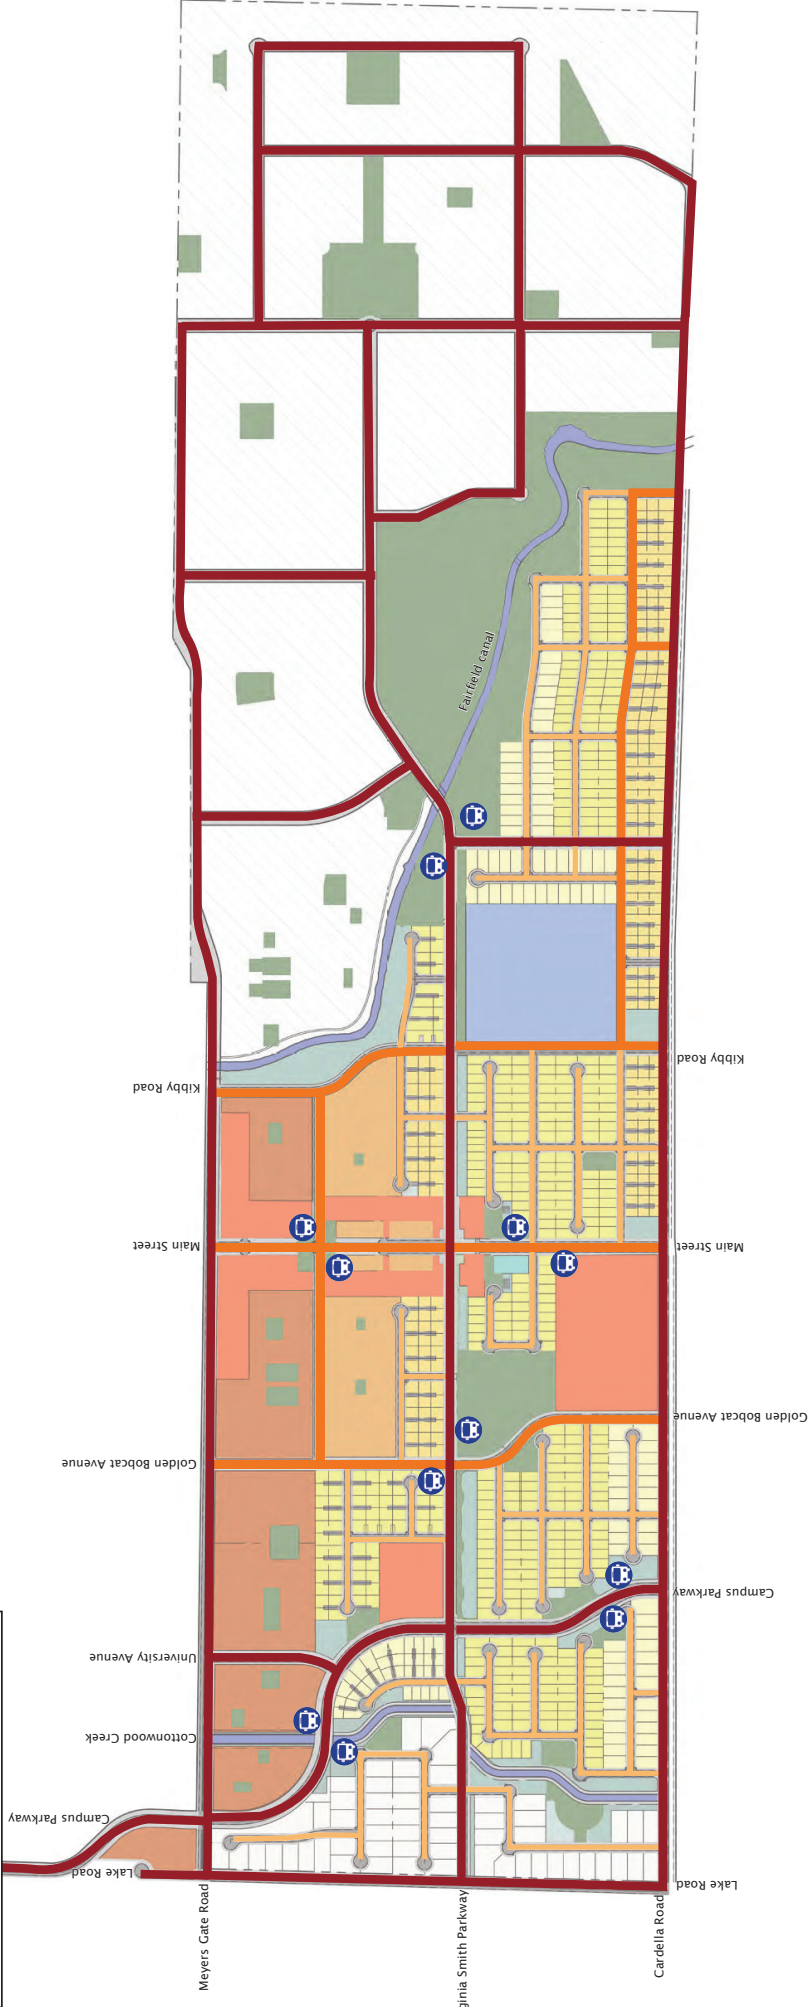 Fairfield canal
Kibby Road
Kibby Road
Main Street
Main Street
Golden Bobcat Avenue
Golden Bobcat Avenue
Campus Parkway
University Avenue
Cottonwood Creek
Campus Parkway
Lake Road
Lake Road
Meyers Gate Road
ginia Smith Parkway
Cardella Road